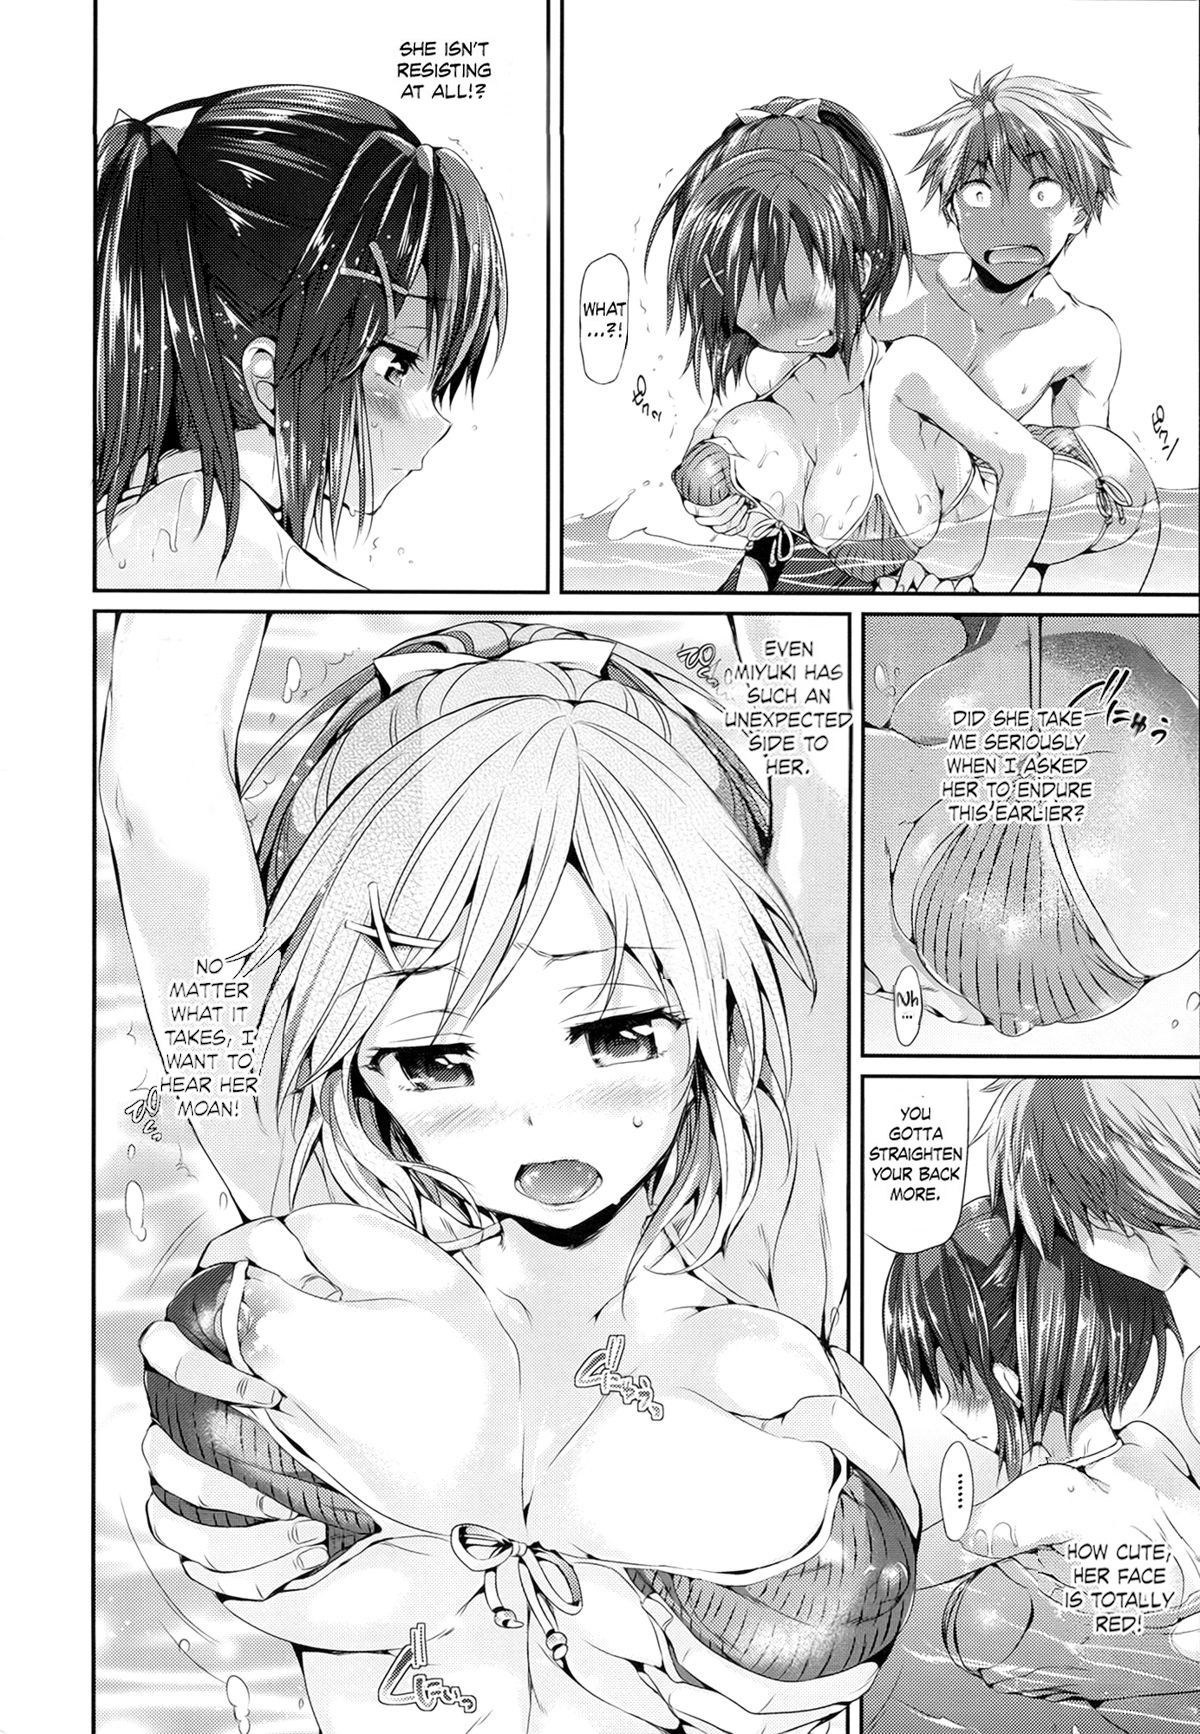 WHAT
...?!
SHE ISN'T
RESISTING
AT ALL!?
DID SHE TAKE
ME SERIOUSLY
WHEN I ASKED
HER TO ENDURE
THIS EARLIER?
Nh
...
YOU
GOTTA
STRAIGHTEN
YOUR BACK
MORE.
HOW CUTE,
HER FACE
IS TOTALLY
RED!
EVEN
MIYUKI HAS
SUCH AN
UNEXPECTED
SIDE TO
HER.
NO
MATTER
WHAT IT
TAKES, I
WANT TO
HEAR HER
MOAN!